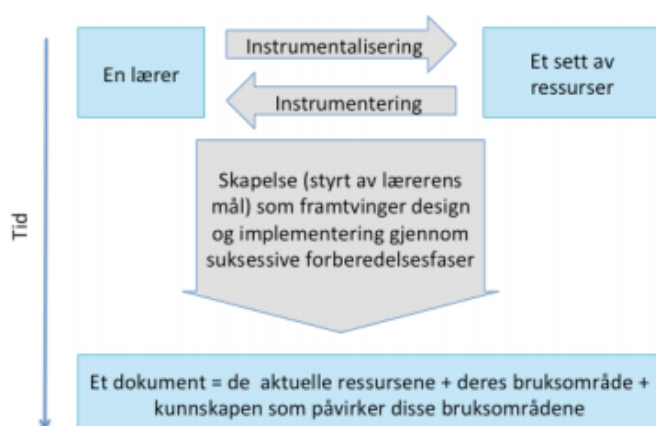 En lærer
Instrumentalisering
Instrumentering
Et sett av
ressurser
Tid
Skapelse (styrt av lærerens
mål) som framtvinger design
og implementering gjennom
suksessive forberedelsesfaser
Et dokument = de aktuelle ressursene + deres bruksområde +
kunnskapen som påvirker disse bruksområdene